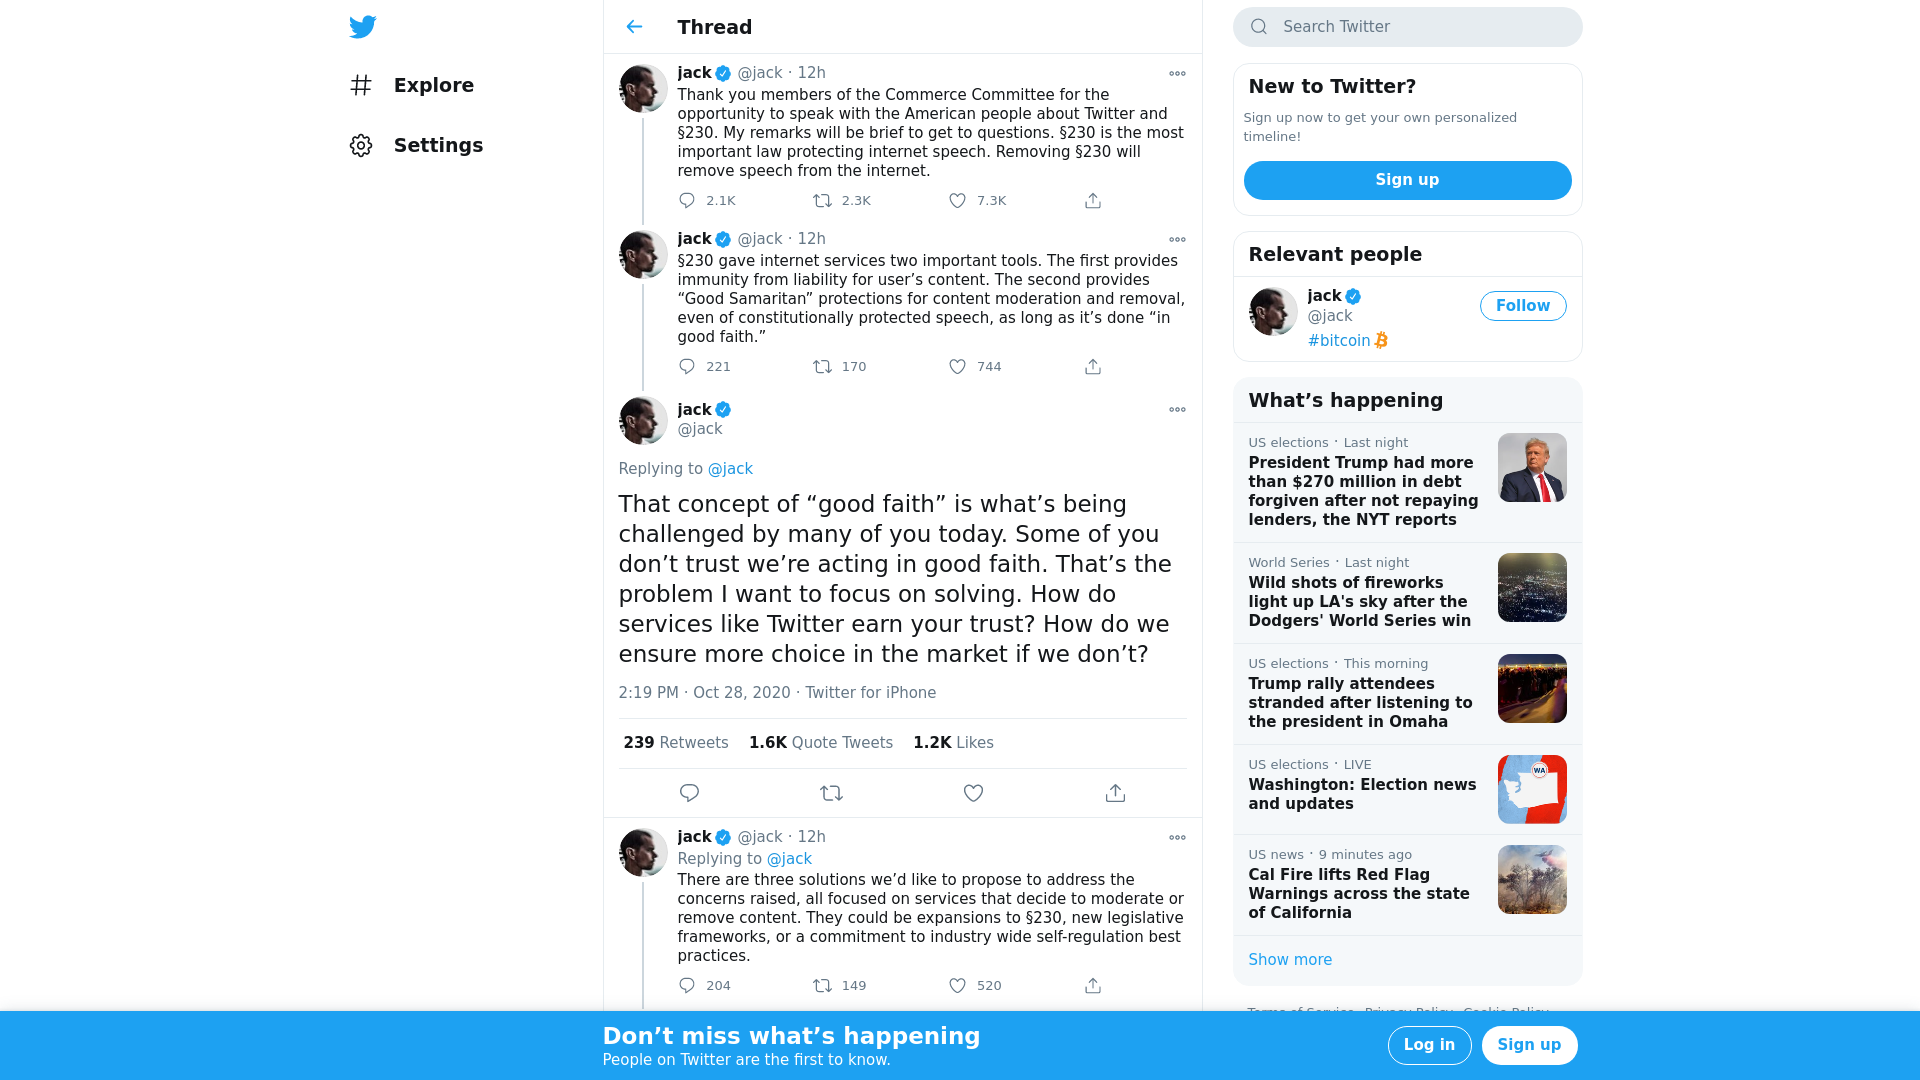 Explore
Settings
Thread
jack @jack · 12h
Thank you members of the Commerce Committee for the
opportunity to speak with the American people about Twitter and
§230. My remarks will be brief to get to questions. §230 is the most
important law protecting internet speech. Removing §230 will
remove speech from the internet.
2.1K 2.3K 7.3K
jack @jack · 12h
§230 gave internet services two important tools. The first provides
immunity from liability for user’s content. The second provides
“Good Samaritan” protections for content moderation and removal,
even of constitutionally protected speech, as long as it’s done “in
good faith.”
221 170 744
jack
@jack
Replying to @jack
That concept of “good faith” is what’s being
challenged by many of you today. Some of you
don’t trust we’re acting in good faith. That’s the
problem I want to focus on solving. How do
services like Twitter earn your trust? How do we
ensure more choice in the market if we don’t?
2:19 PM · Oct 28, 2020 · Twitter for iPhone
239 Retweets 1.6K Quote Tweets 1.2K Likes
jack @jack · 12h
Replying to @jack
There are three solutions we’d like to propose to address the
concerns raised, all focused on services that decide to moderate or
remove content. They could be expansions to §230, new legislative
frameworks, or a commitment to industry wide self-regulation best
practices.
204 149 520
Search Twitter
New to Twitter?
Sign up now to get your own personalized
timeline!
Sign up
Relevant people
jack
@jack
Follow
#bitcoin
What’s happening
US elections · Last night
President Trump had more
than $270 million in debt
forgiven after not repaying
lenders, the NYT reports
World Series · Last night
Wild shots of fireworks
light up LA's sky after the
Dodgers' World Series win
US elections · This morning
Trump rally attendees
stranded after listening to
the president in Omaha
US elections · LIVE
Washington: Election news
and updates
WA
US news · 9 minutes ago
Cal Fire lifts Red Flag
Warnings across the state
of California
Show more
Terms of Service Privacy Policy Cookie Policy
Don’t miss what’s happening
People on Twitter are the first to know.
Log in
Sign up